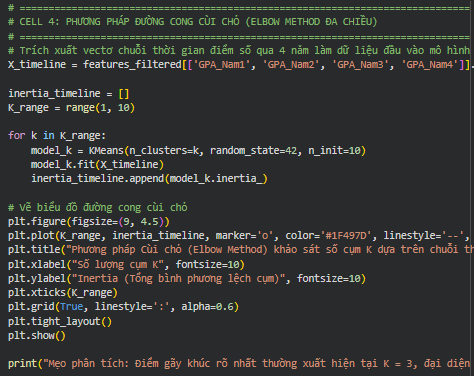 # ==============================================================================
# CELL 4: PHƯƠNG PHÁP ĐƯỜNG CONG CÙI CHỎ (ELBOW METHOD ĐA CHIỀU)
# ==============================================================================
# Trích xuất vectơ chuỗi thời gian điểm số qua 4 năm làm dữ liệu đầu vào mô hình
X_timeline = features_filtered[['GPA_Nam1', 'GPA_Nam2', 'GPA_Nam3', 'GPA_Nam4']].
inertia_timeline = []
K_range = range(1, 10)
for k in K_range:
    model_k = KMeans(n_clusters=k, random_state=42, n_init=10)
    model_k.fit(X_timeline)
    inertia_timeline.append(model_k.inertia_)
# Vẽ biểu đồ đường cong cùi chỏ
plt.figure(figsize=(9, 4.5))
plt.plot(K_range, inertia_timeline, marker='o', color='#1F497D', linestyle='--',
plt.title("Phương pháp Cùi chỏ (Elbow Method) khảo sát số cụm K dựa trên chuỗi th
plt.xlabel("Số lượng cụm K", fontsize=10)
plt.ylabel("Inertia (Tổng bình phương lệch cụm)", fontsize=10)
plt.xticks(K_range)
plt.grid(True, linestyle=':', alpha=0.6)
plt.tight_layout()
plt.show()
print("Mẹo phân tích: Điểm gãy khúc rõ nhất thường xuất hiện tại K = 3, đại diện